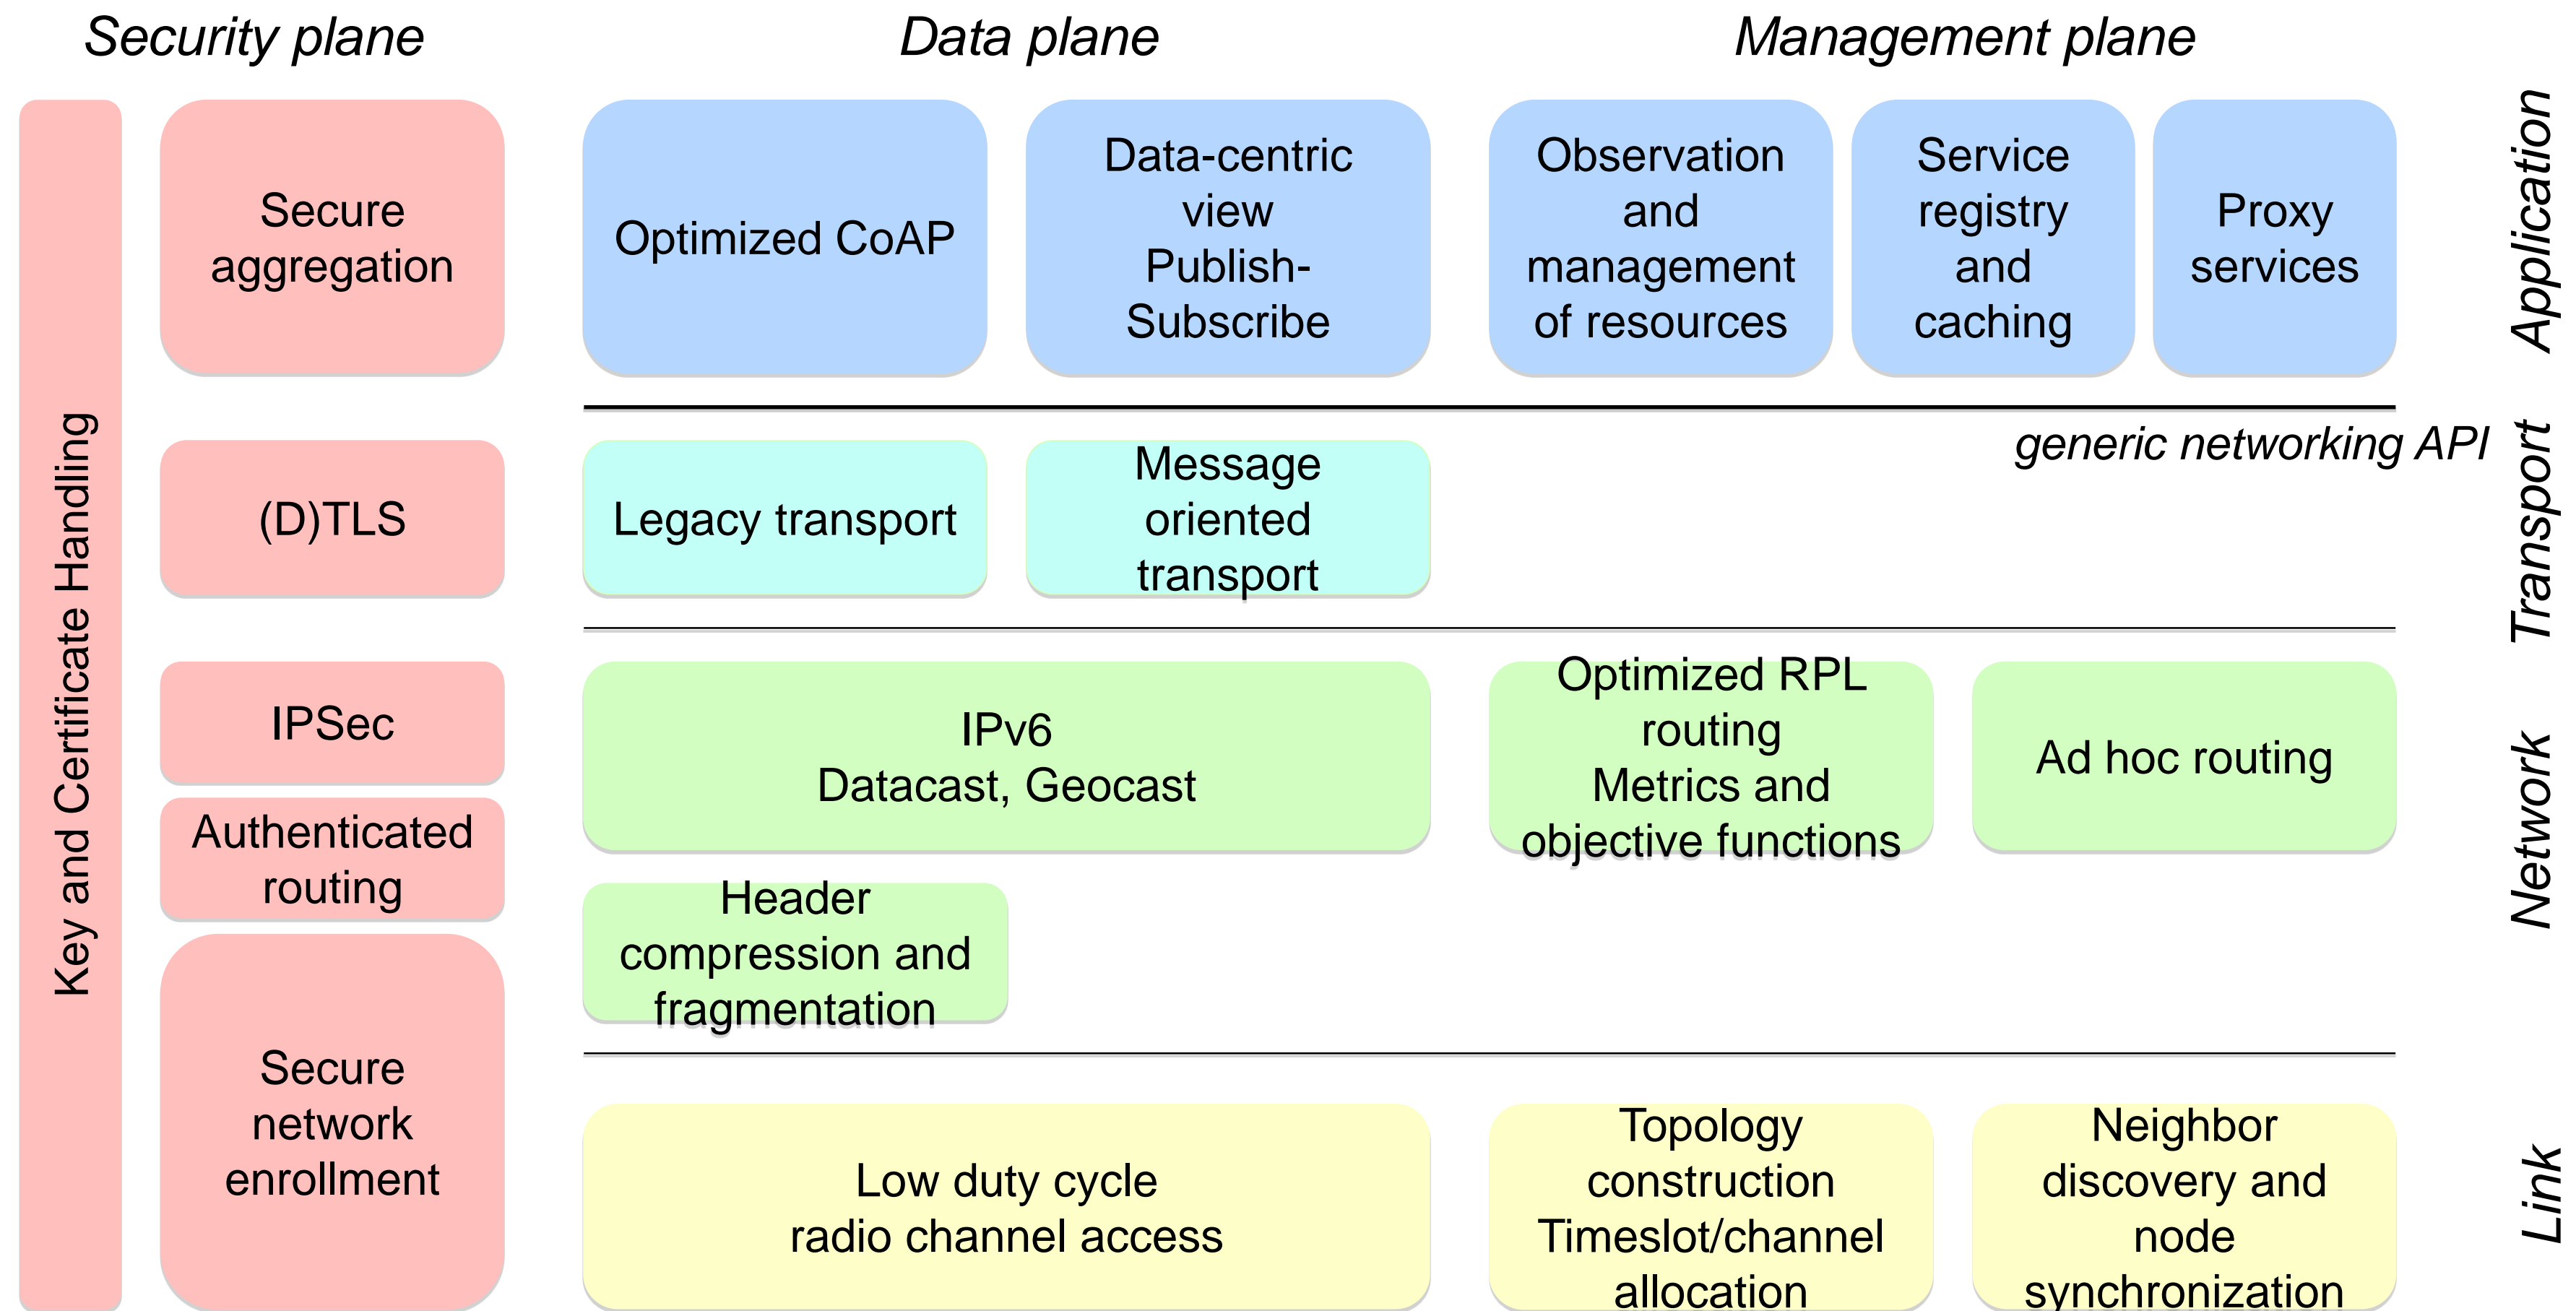 Security plane
Data plane
Management plane
Key and Certificate Handling
Secure
aggregation
Optimized CoAP
Data-centric
view
Publish-
Subscribe
Observation
and
management
of resources
Service
registry
and
caching
Proxy
services
Application
generic networking API
(D)TLS
Legacy transport
Message
oriented
transport
Transport
IPSec
Authenticated
routing
IPv6
Datacast, Geocast
Optimized RPL
routing
Metrics and
objective functions
Ad hoc routing
Header
compression and
fragmentation
Network
Secure
network
enrollment
Low duty cycle
radio channel access
Topology
construction
Timeslot/channel
allocation
Neighbor
discovery and
node
synchronization
Link